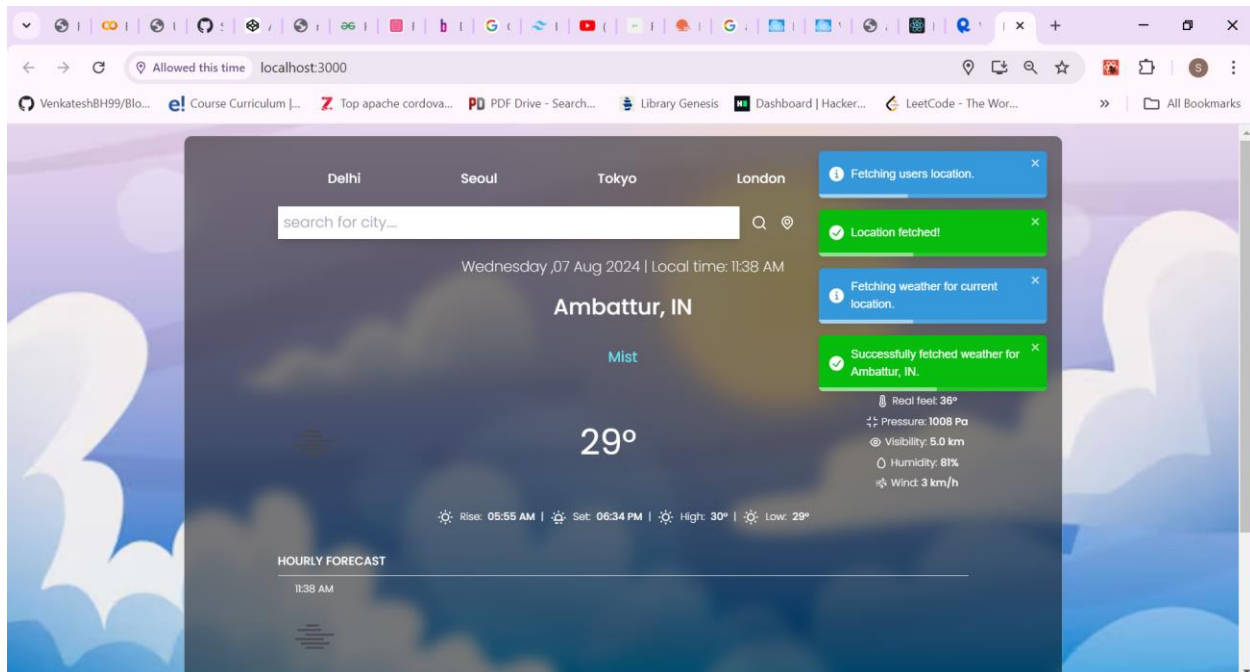 Allowed this time localhost:3000
VenkateshBH99/Blo... Course Curriculum |... Top apache cordova... PDF Drive - Search... Library Genesis Dashboard | Hacker... LeetCode - The Wor... » All Bookmarks
Delhi Seoul Tokyo London
search for city....
Wednesday ,07 Aug 2024 | Local time: 11:38 AM
Ambattur, IN
Mist
29°
Fetching users location.
Location fetched!
Fetching weather for current
location.
Successfully fetched weather for
Ambattur, IN.
Real feel: 36°
Pressure: 1008 Pa
Visibility: 5.0 km
Humidity: 81%
Wind: 3 km/h
Rise: 05:55 AM | Set: 06:34 PM | High: 30° | Low: 29°
HOURLY FORECAST
11:38 AM